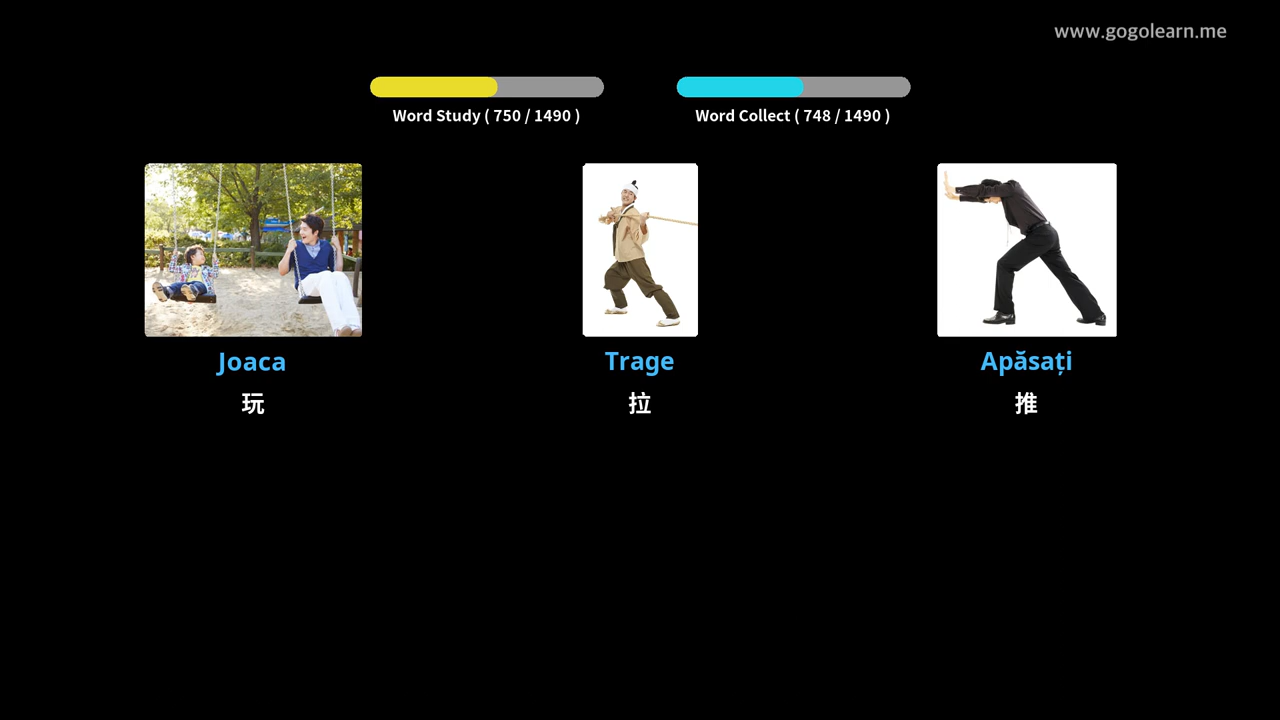 www.gogolearn.me
Word Study ( 750 / 1490 )
Word Collect ( 748 / 1490 )
Joaca
Trage
Apăsați
玩
拉
推